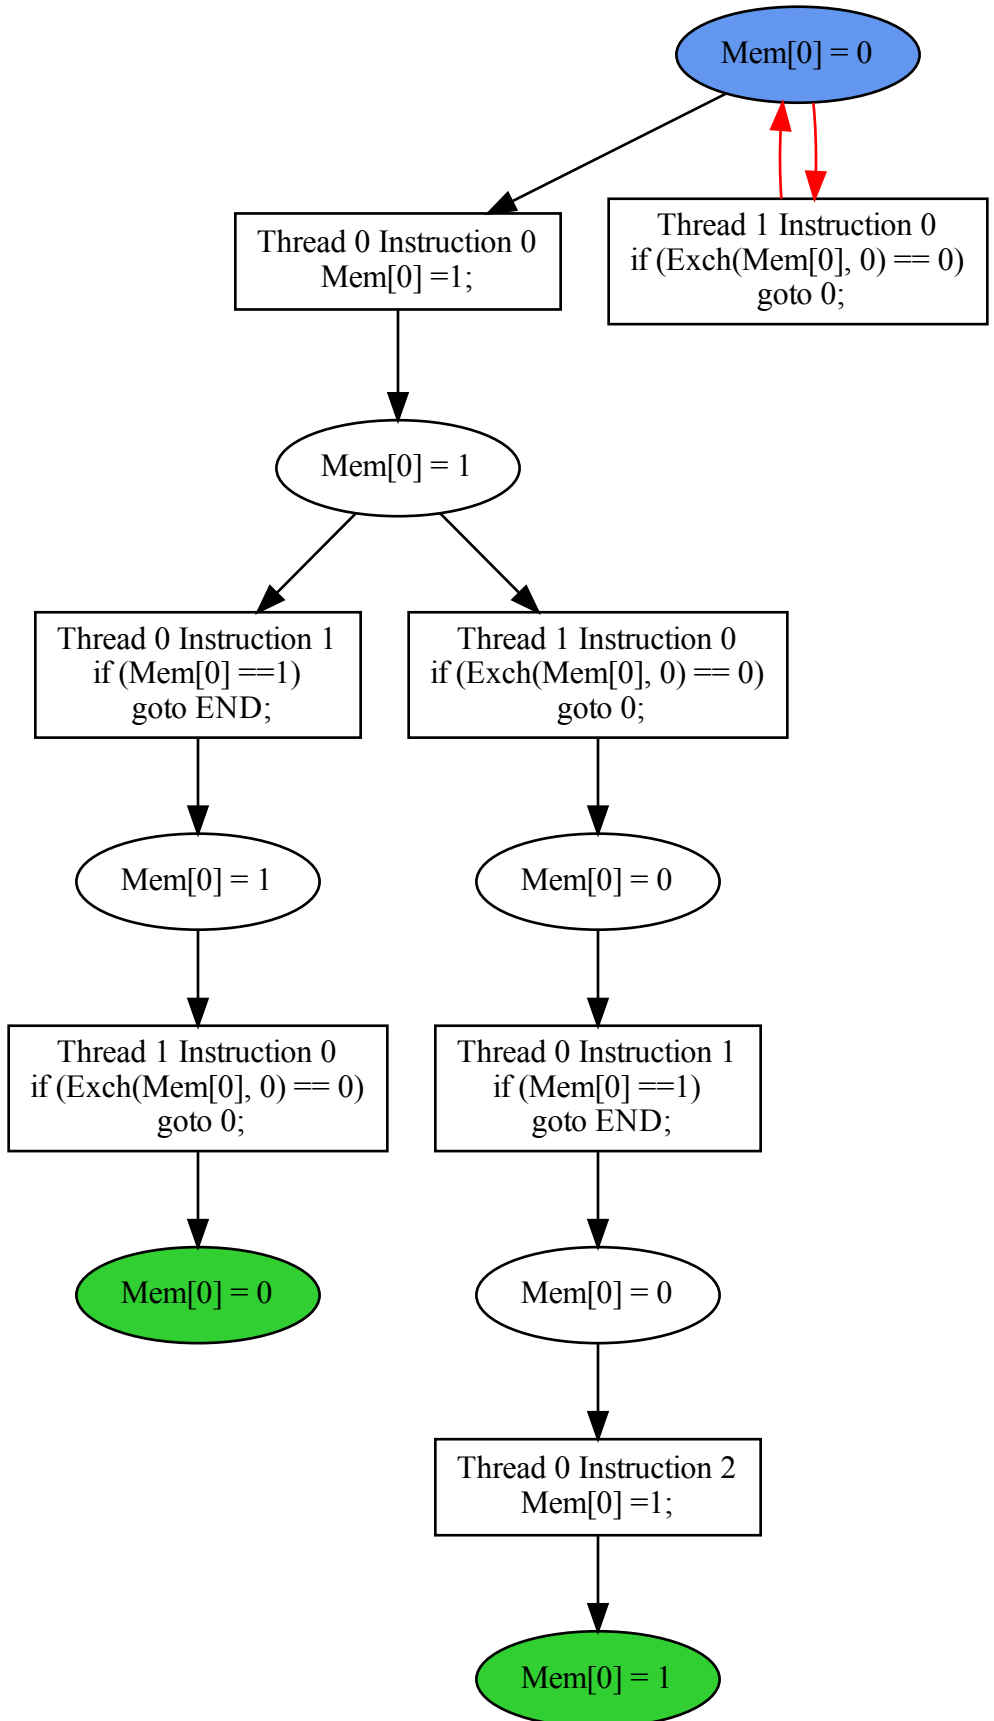 Mem[0] = 0
Thread 0 Instruction 0
Mem[0] =1;
Thread 1 Instruction 0
if (Exch(Mem[0], 0) == 0)
goto 0;
Mem[0] = 1
Thread 0 Instruction 1
if (Mem[0] ==1)
goto END;
Thread 1 Instruction 0
if (Exch(Mem[0], 0) == 0)
goto 0;
Mem[0] = 1
Mem[0] = 0
Thread 1 Instruction 0
if (Exch(Mem[0], 0) == 0)
goto 0;
Thread 0 Instruction 1
if (Mem[0] ==1)
goto END;
Mem[0] = 0
Mem[0] = 0
Thread 0 Instruction 2
Mem[0] =1;
Mem[0] = 1